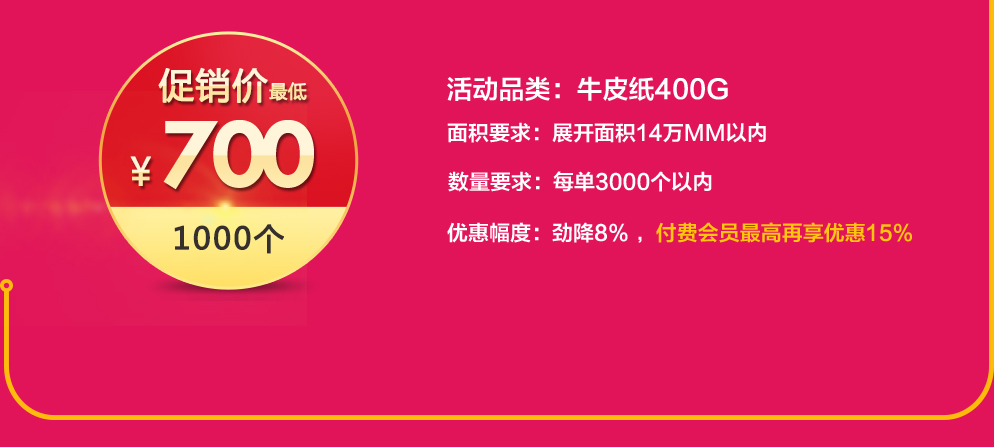 促销价最低
¥700
1000个
活动品类：牛皮纸400G
面积要求：展开面积14万MM以内
数量要求：每单3000个以内
优惠幅度：劲降8%，付费会员最高再享优惠15%